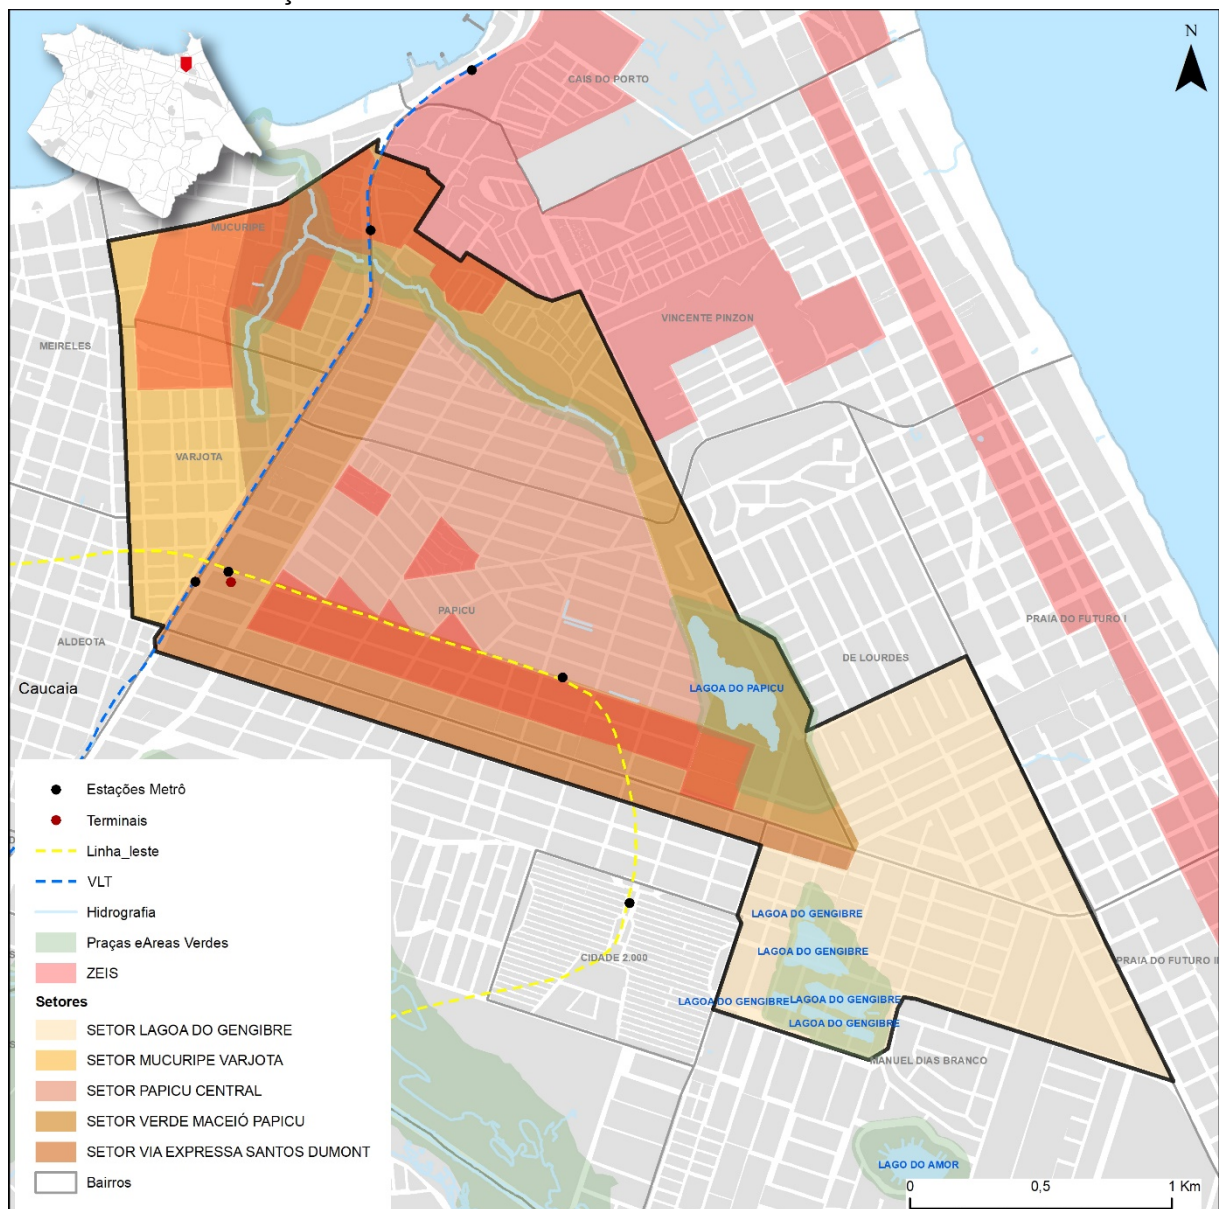 N
CAIS DO PORTO
MUCURIPE
VINCENTE PINZON
MEIRELES
VARJOTA
PAPICU
PRAIA DO FUTURO I
ALDEOTA
DE LOURDES
Caucaia
LAGOA DO PAPICU
Estações Metrô
Terminais
Linha_leste
VLT
Hidrografia
Praças eAreas Verdes
ZEIS
Setores
SETOR LAGOA DO GENGIBRE
SETOR MUCURIPE VARJOTA
SETOR PAPICU CENTRAL
SETOR VERDE MACEIÓ PAPICU
SETOR VIA EXPRESSA SANTOS DUMONT
Bairros
LAGOA DO GENGIBRE
LAGOA DO GENGIBRE
CIDADE 2.000
PRAIA DO FUTURO II
LAGOA DO GENGIBRE
LAGOA DO GENGIBRE
LAGOA DO GENGIBRE
MANUEL DIAS BRANCO
LAGO DO AMOR
0 0,5 1 Km